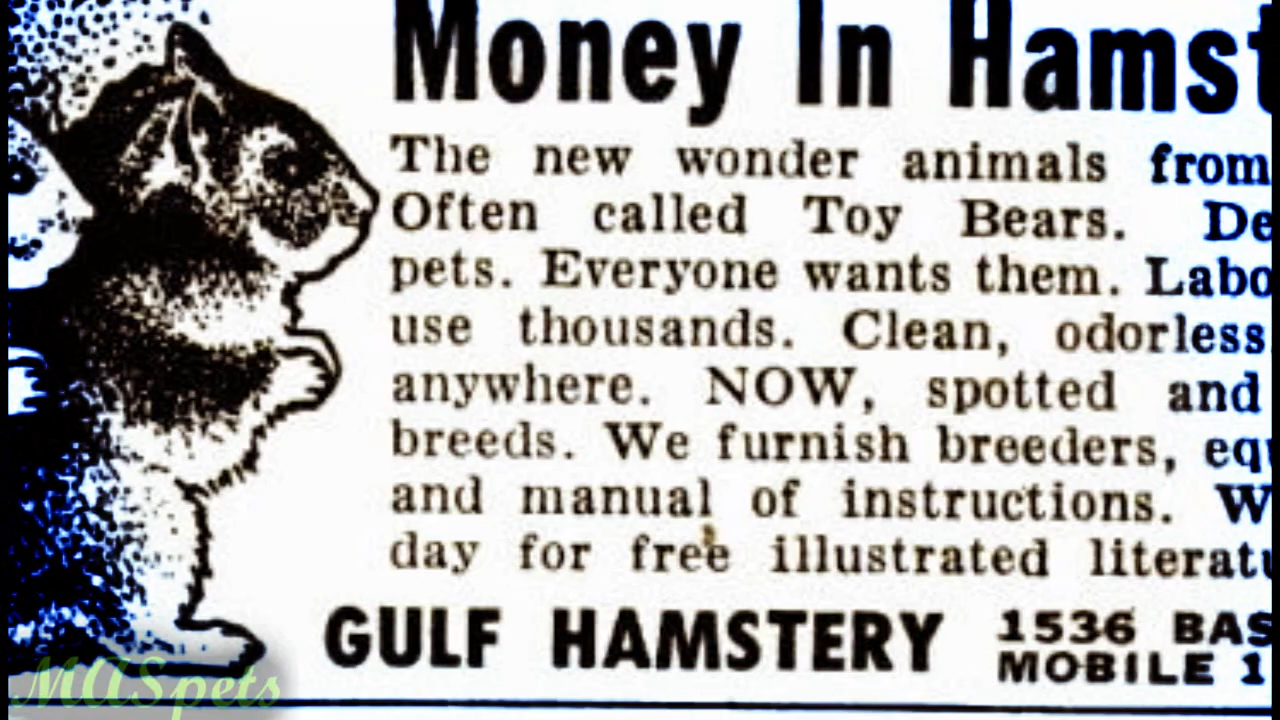 Money In Hamst
The new wonder animals from
Often called Toy Bears. De
pets. Everyone wants them. Labo
use thousands. Clean, odorless
anywhere. NOW, spotted and
breeds. We furnish breeders, equ
and manual of instructions. W
day for free illustrated literatu
GULF HAMSTERY
1536 BAS
MOBILE 1
MASpets